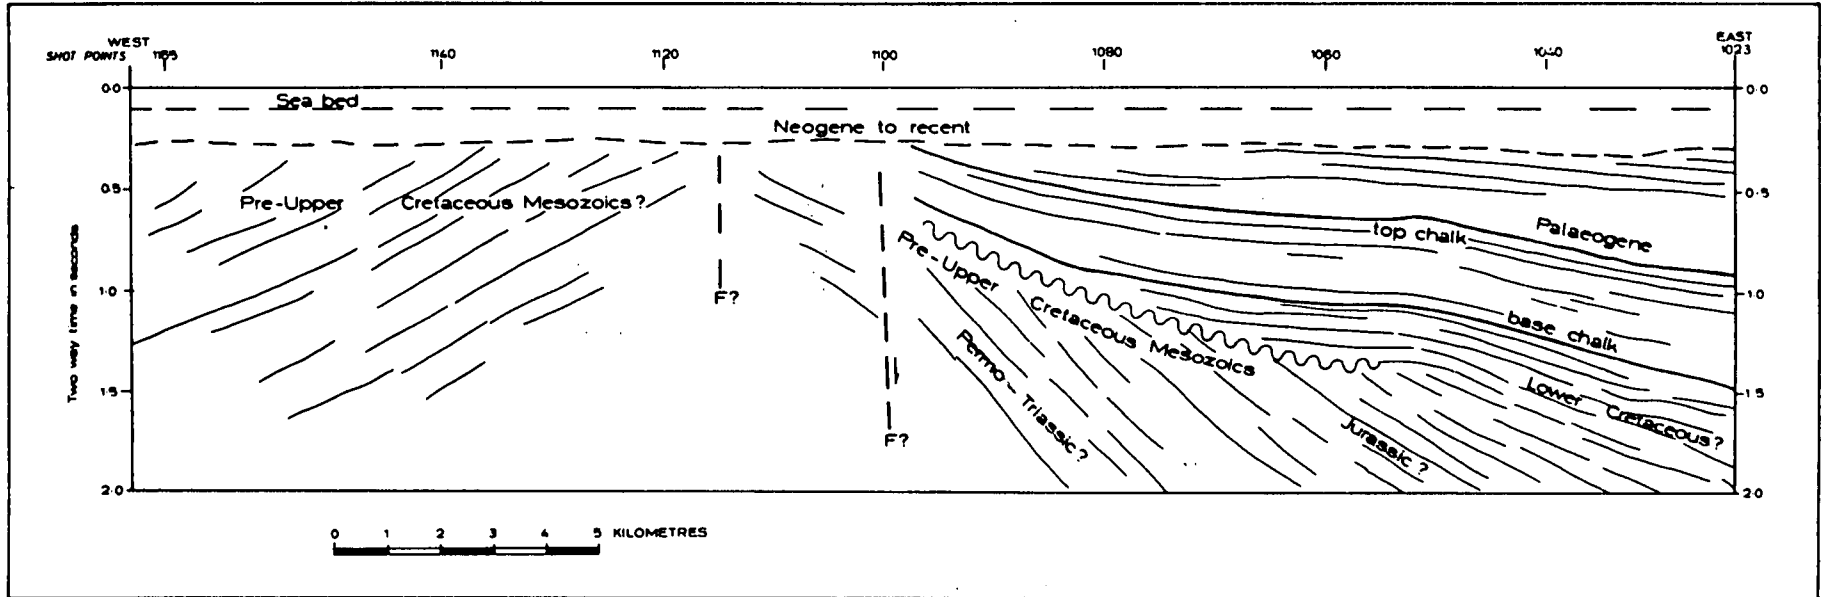 WEST
EAST
SHOT POINTS 1155 1140 1120 1100 1080 1060 1040 1023
0·0 0·0
Sea bed
Neogene to recent
0·5 0·5
Pre-Upper Cretaceous Mesozoics?
Palaeogene
top chalk
Pre-Upper Cretaceous Mesozoics
1·0 1·0
F?
base chalk
Permo-Triassic?
Lower Cretaceous?
1·5 1·5
Jurassic?
F?
2·0 2·0
Two way time in seconds
0 1 2 3 4 5 KILOMETRES